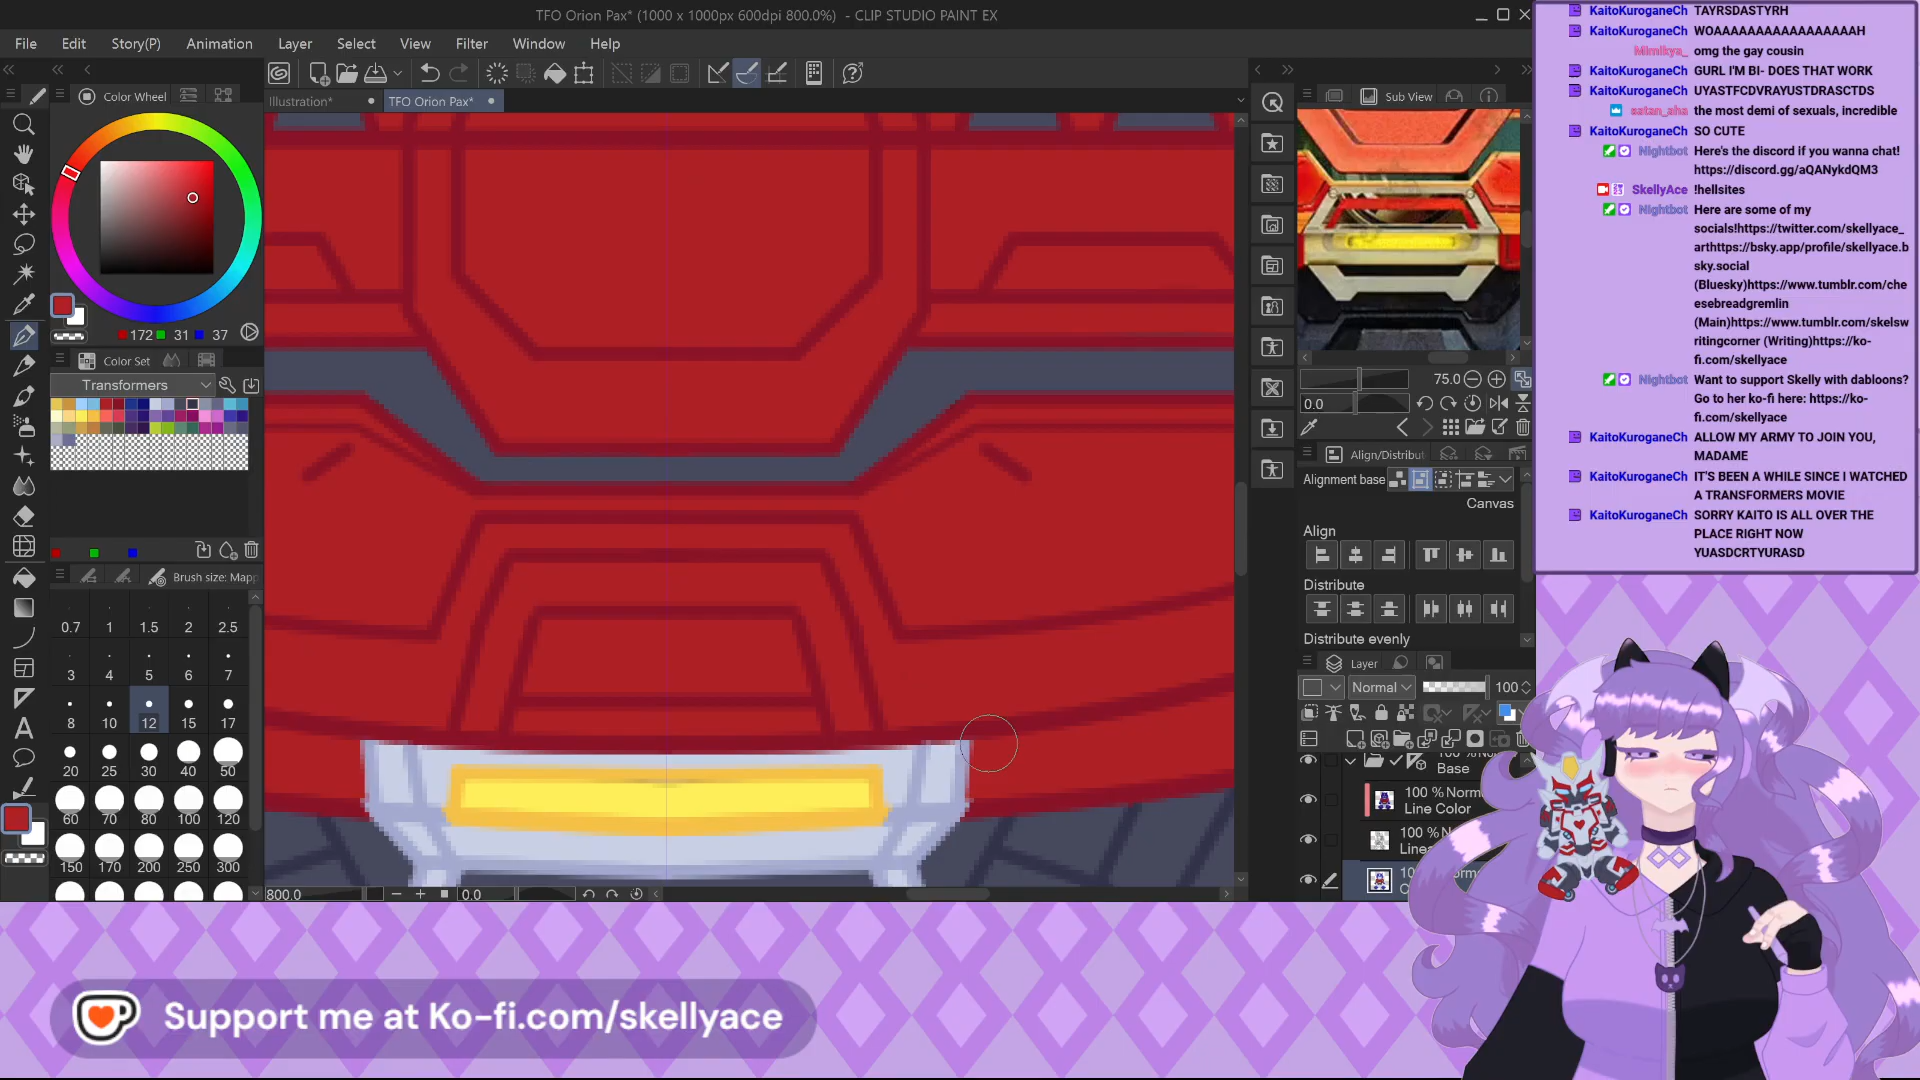 TFO Orion Pax* (1000 x 1000px 600dpi 800.0%) - CLIP STUDIO PAINT EX
File Edit Story(P) Animation Layer Select View Filter Window Help
Illustration* TFO Orion Pax*
Color Wheel
172 31 37
Color Set
Transformers
Brush size: Mapp
0.7 1 1.5 2 2.5
3 4 5 6 7
8 10 12 15 17
20 25 30 40 50
60 70 80 100 120
150 170 200 250 300
800.0 0.0
Sub View
75.0
0.0
Align/Distribut
Alignment base
Canvas
Align
Distribute
Distribute evenly
Layer
Normal 100
Base
100 % Norm
Line Color
100 % N
Linea
KaitoKuroganeCh TAYRSDASTYRH
KaitoKuroganeCh WOAAAAAAAAAAAAAAAAAH
Mimikya_ omg the gay cousin
KaitoKuroganeCh GURL I'M BI- DOES THAT WORK
KaitoKuroganeCh UYASTFCDVRAYUSTDRASCTDS
satan_aha the most demi of sexuals, incredible
KaitoKuroganeCh SO CUTE
Nightbot Here's the discord if you wanna chat!
https://discord.gg/aQANykdQM3
SkellyAce !hellsites
Nightbot Here are some of my
socials!https://twitter.com/skellyace_
arthttps://bsky.app/profile/skellyace.b
sky.social
(Bluesky)https://www.tumblr.com/che
esebreadgremlin
(Main)https://www.tumblr.com/skelsw
ritingcorner (Writing)https://ko-
fi.com/skellyace
Nightbot Want to support Skelly with dabloons?
Go to her ko-fi here: https://ko-
fi.com/skellyace
KaitoKuroganeCh ALLOW MY ARMY TO JOIN YOU,
MADAME
KaitoKuroganeCh IT'S BEEN A WHILE SINCE I WATCHED
A TRANSFORMERS MOVIE
KaitoKuroganeCh SORRY KAITO IS ALL OVER THE
PLACE RIGHT NOW
YUASDCRTYURASD
Support me at Ko-fi.com/skellyace